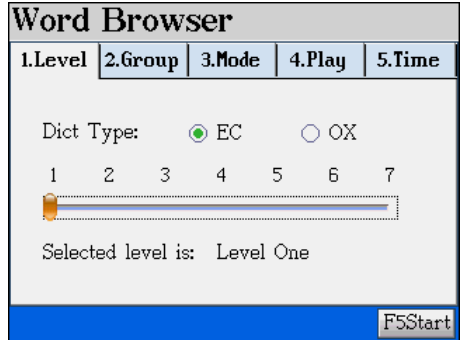 Word Browser
1.Level 2.Group 3.Mode 4.Play 5.Time
Dict Type: EC OX
1 2 3 4 5 6 7
Selected level is: Level One
F5Start